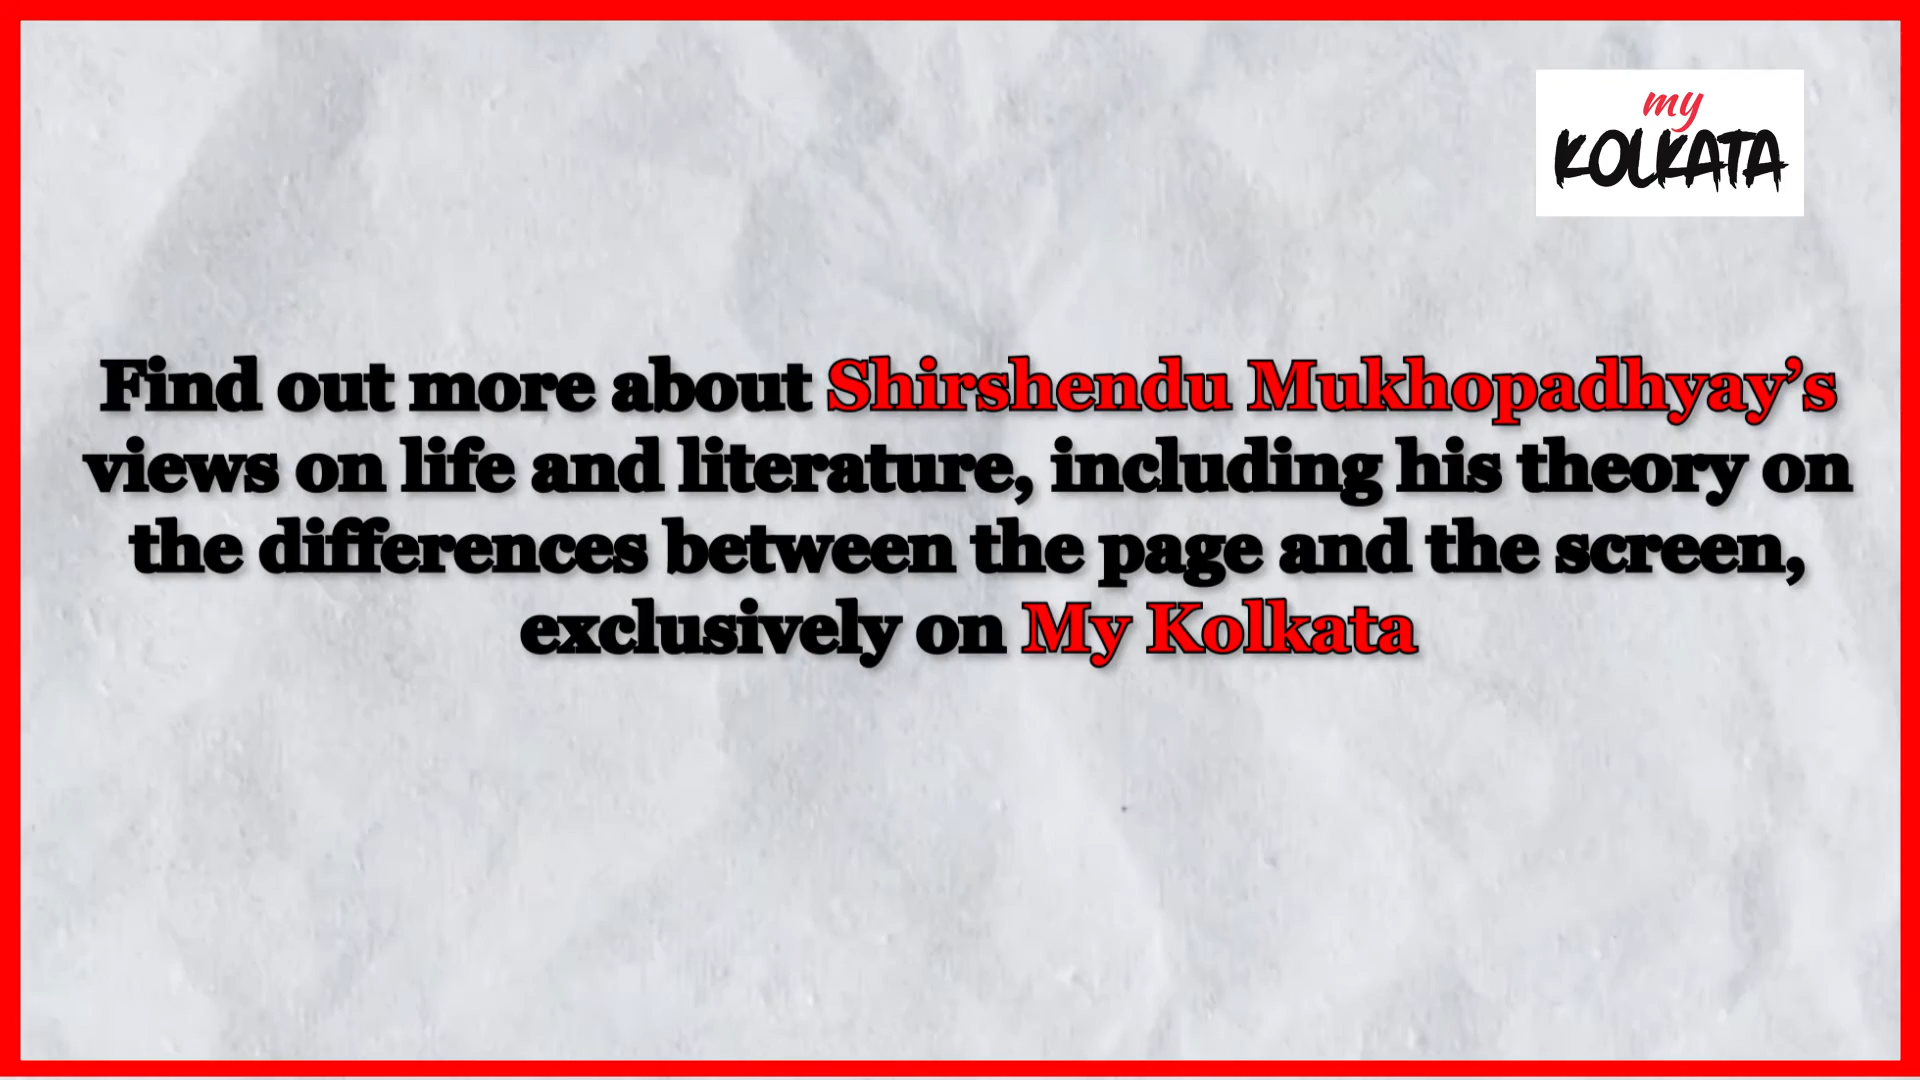 my
KOLKATA
Find out more about Shirshendu Mukhopadhyay’s
views on life and literature, including his theory on
the differences between the page and the screen,
exclusively on My Kolkata